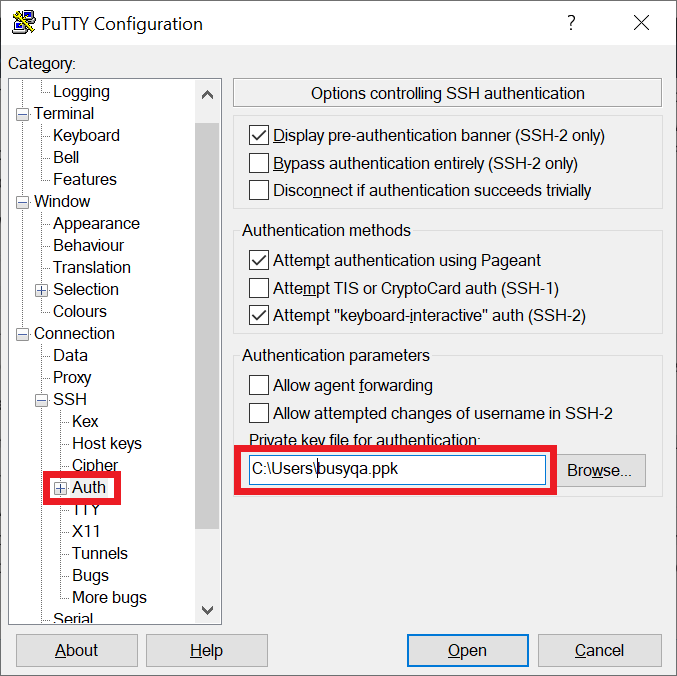 PuTTY Configuration
?
Category:
Logging
Terminal
Keyboard
Bell
Features
Window
Appearance
Behaviour
Translation
Selection
Colours
Connection
Data
Proxy
SSH
Kex
Host keys
Cipher
Auth
TTY
X11
Tunnels
Bugs
More bugs
Serial
Options controlling SSH authentication
Display pre-authentication banner (SSH-2 only)
Bypass authentication entirely (SSH-2 only)
Disconnect if authentication succeeds trivially
Authentication methods
Attempt authentication using Pageant
Attempt TIS or CryptoCard auth (SSH-1)
Attempt "keyboard-interactive" auth (SSH-2)
Authentication parameters
Allow agent forwarding
Allow attempted changes of username in SSH-2
Private key file for authentication:
C:\Users\busyqa.ppk
Browse...
About
Help
Open
Cancel